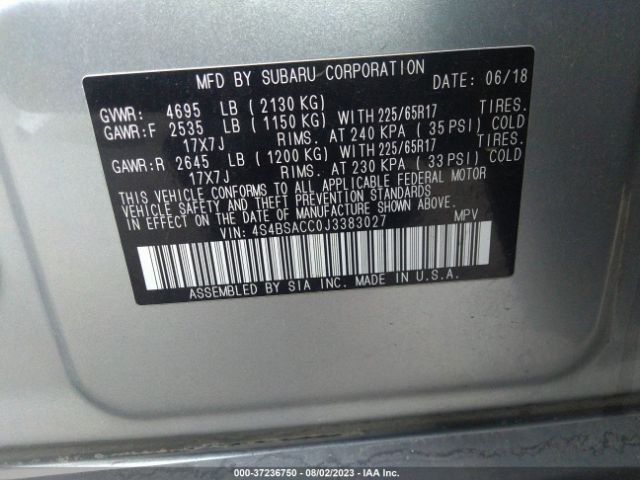 MFD BY SUBARU CORPORATION DATE: 06/18
GVWR: 4695 LB (2130 KG)
GAWR:F 2535 LB (1150 KG) WITH 225/65R17 TIRES.
17X7J RIMS. AT 240 KPA (35 PSI) COLD
GAWR:R 2645 LB (1200 KG) WITH 225/65R17 TIRES.
17X7J RIMS. AT 230 KPA (33 PSI) COLD
THIS VEHICLE CONFORMS TO ALL APPLICABLE FEDERAL MOTOR
VEHICLE SAFETY AND THEFT PREVENTION STANDARDS
IN EFFECT ON THE DATE OF MANUFACTURE SHOWN ABOVE.
VIN: 4S4BSACC0J3383027 MPV
ASSEMBLED BY SIA INC. MADE IN U.S.A.
000-37236750 - 08/02/2023 - IAA Inc.